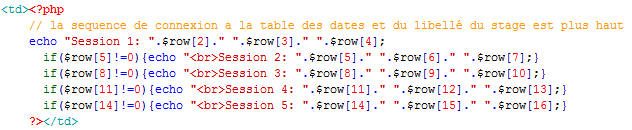 <td><?php
// la sequence de connexion a la table des dates et du libellé du stage est plus haut
echo "Session 1: ".$row[2]." ".$row[3]." ".$row[4];
if($row[5]!=0){echo "<br>Session 2: ".$row[5]." ".$row[6]." ".$row[7];}
if($row[8]!=0){echo "<br>Session 3: ".$row[8]." ".$row[9]." ".$row[10];}
if($row[11]!=0){echo "<br>Session 4: ".$row[11]." ".$row[12]." ".$row[13];}
if($row[14]!=0){echo "<br>Session 5: ".$row[14]." ".$row[15]." ".$row[16];}
?></td>